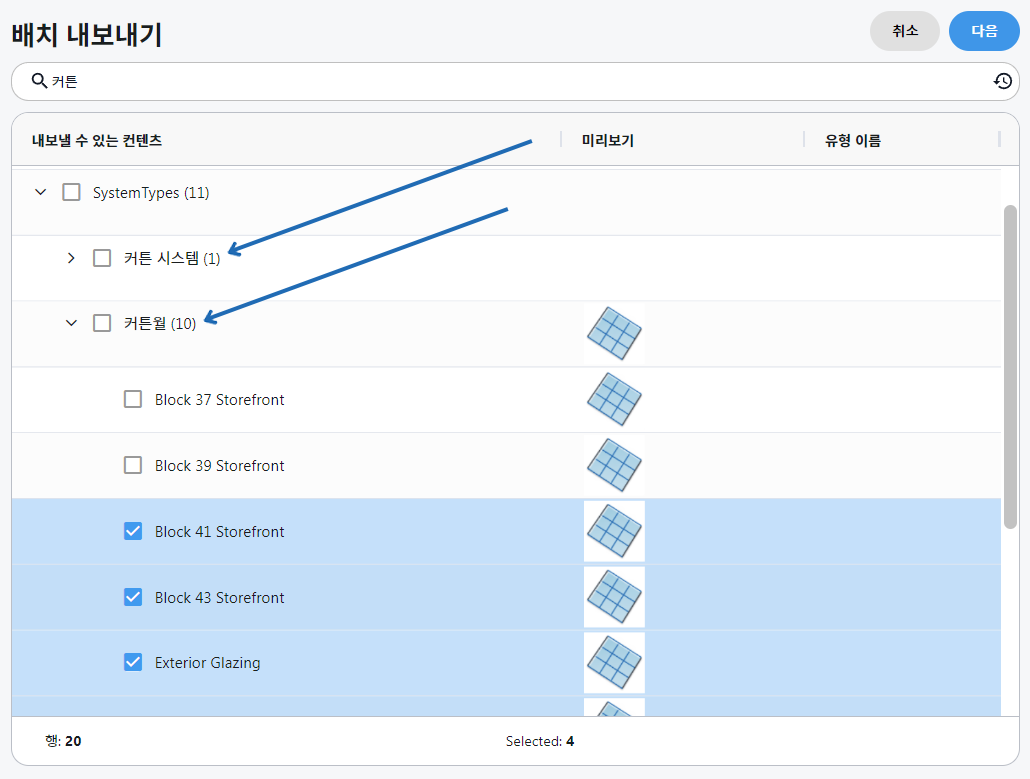 배치 내보내기
취소
다음
커튼
내보낼 수 있는 컨텐츠 미리보기 유형 이름
SystemTypes (11)
커튼 시스템 (1)
커튼월 (10)
Block 37 Storefront
Block 39 Storefront
Block 41 Storefront
Block 43 Storefront
Exterior Glazing
행: 20 Selected: 4